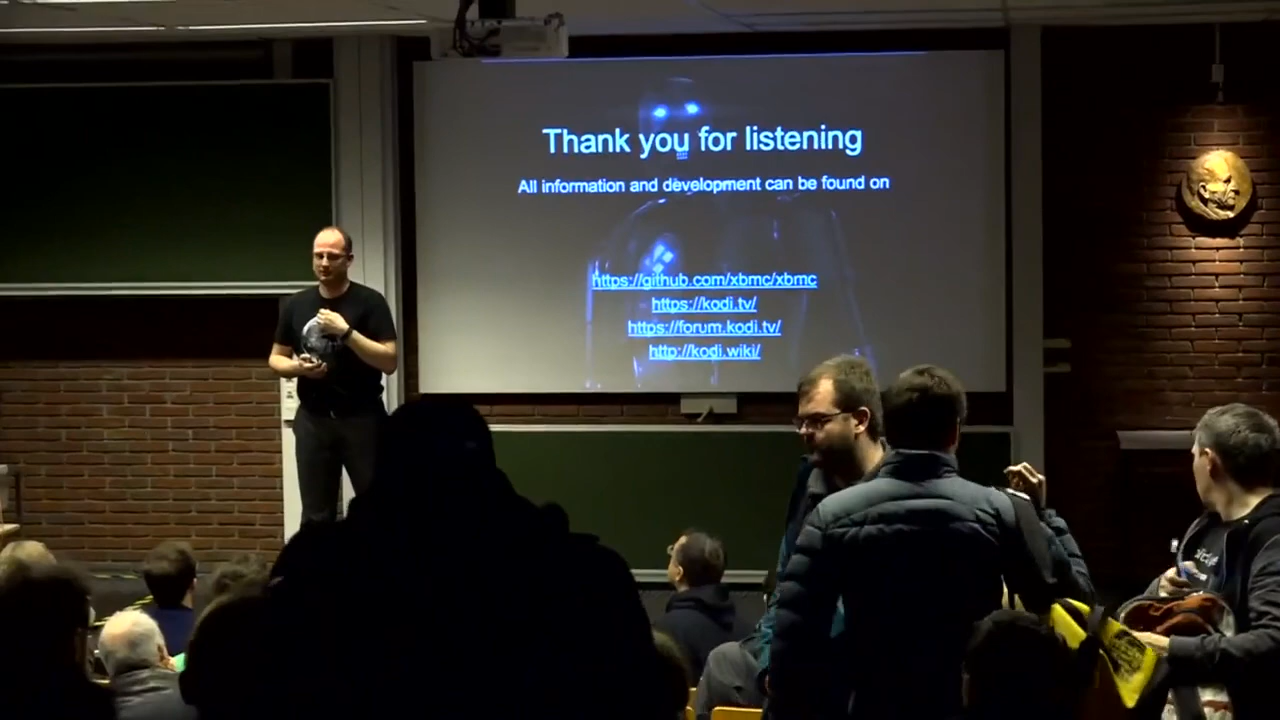 Thank you for listening
All information and development can be found on
https://github.com/xbmc/xbmc
https://kodi.tv/
https://forum.kodi.tv/
http://kodi.wiki/